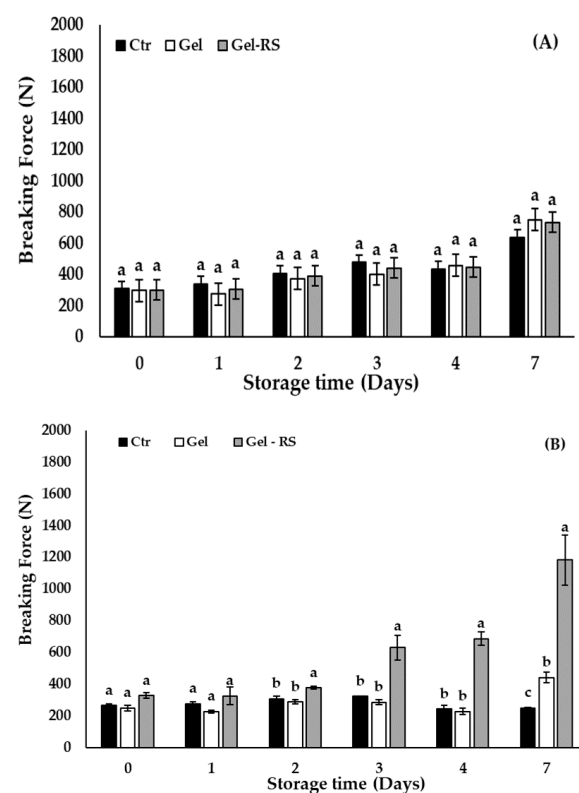 2000
(A)
Ctr Gel Gel-RS
1800
1600
1400
1200
1000
800
600
400
200
0
Breaking Force (N)
a a a a a a a a a a a a a a a a a a
0 1 2 3 4 7
Storage time (Days)
2000
Ctr Gel Gel - RS (B)
1800
1600
1400
1200
1000
800
600
400
200
0
Breaking Force (N)
a a a a a a b b a b b a b b a c b a
0 1 2 3 4 7
Storage time (Days)